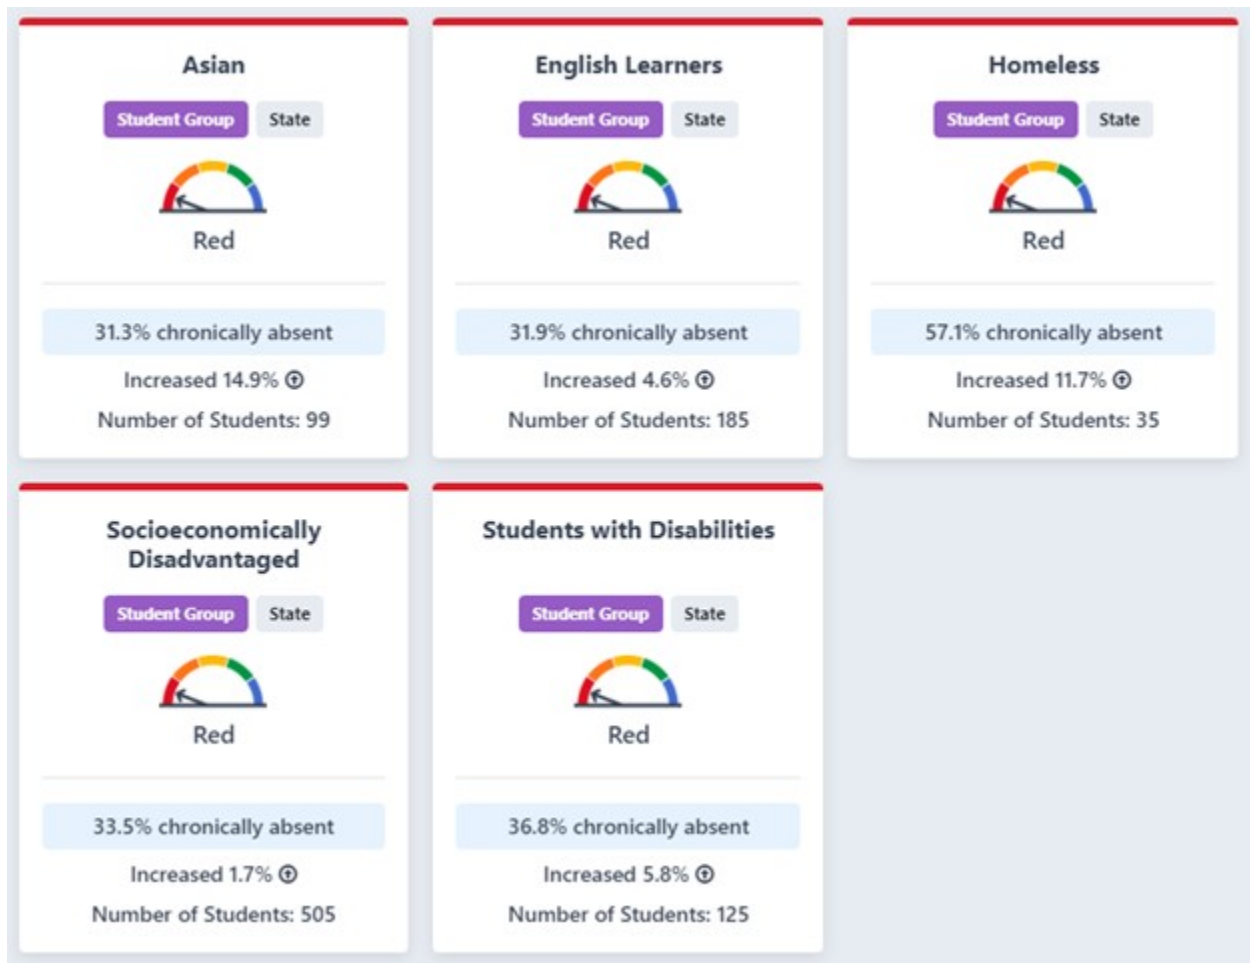 Asian
Student Group State
Red
31.3% chronically absent
Increased 14.9%
Number of Students: 99
English Learners
Student Group State
Red
31.9% chronically absent
Increased 4.6%
Number of Students: 185
Homeless
Student Group State
Red
57.1% chronically absent
Increased 11.7%
Number of Students: 35
Socioeconomically
Disadvantaged
Student Group State
Red
33.5% chronically absent
Increased 1.7%
Number of Students: 505
Students with Disabilities
Student Group State
Red
36.8% chronically absent
Increased 5.8%
Number of Students: 125